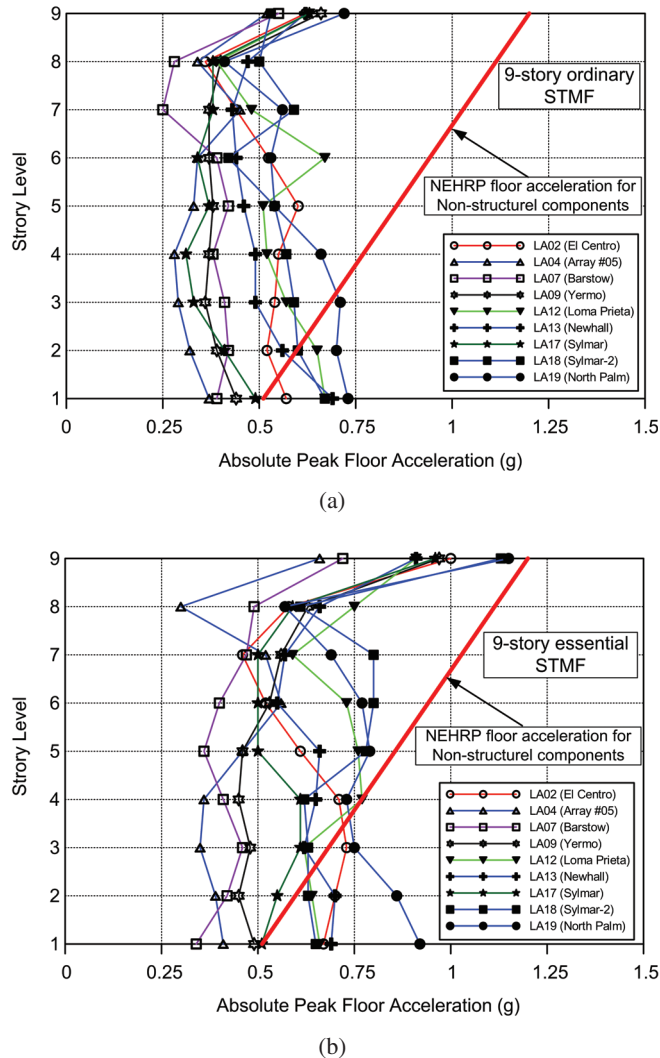 9
8
7
6
5
4
3
2
1
Strory Level
9-story ordinary
STMF
NEHRP floor acceleration for
Non-structurel components
LA02 (El Centro)
LA04 (Array #05)
LA07 (Barstow)
LA09 (Yermo)
LA12 (Loma Prieta)
LA13 (Newhall)
LA17 (Sylmar)
LA18 (Sylmar-2)
LA19 (North Palm)
0 0.25 0.5 0.75 1 1.25 1.5
Absolute Peak Floor Acceleration (g)
(a)
9
8
7
6
5
4
3
2
1
Strory Level
9-story essential
STMF
NEHRP floor acceleration for
Non-structurel components
LA02 (El Centro)
LA04 (Array #05)
LA07 (Barstow)
LA09 (Yermo)
LA12 (Loma Prieta)
LA13 (Newhall)
LA17 (Sylmar)
LA18 (Sylmar-2)
LA19 (North Palm)
0 0.25 0.5 0.75 1 1.25 1.5
Absolute Peak Floor Acceleration (g)
(b)